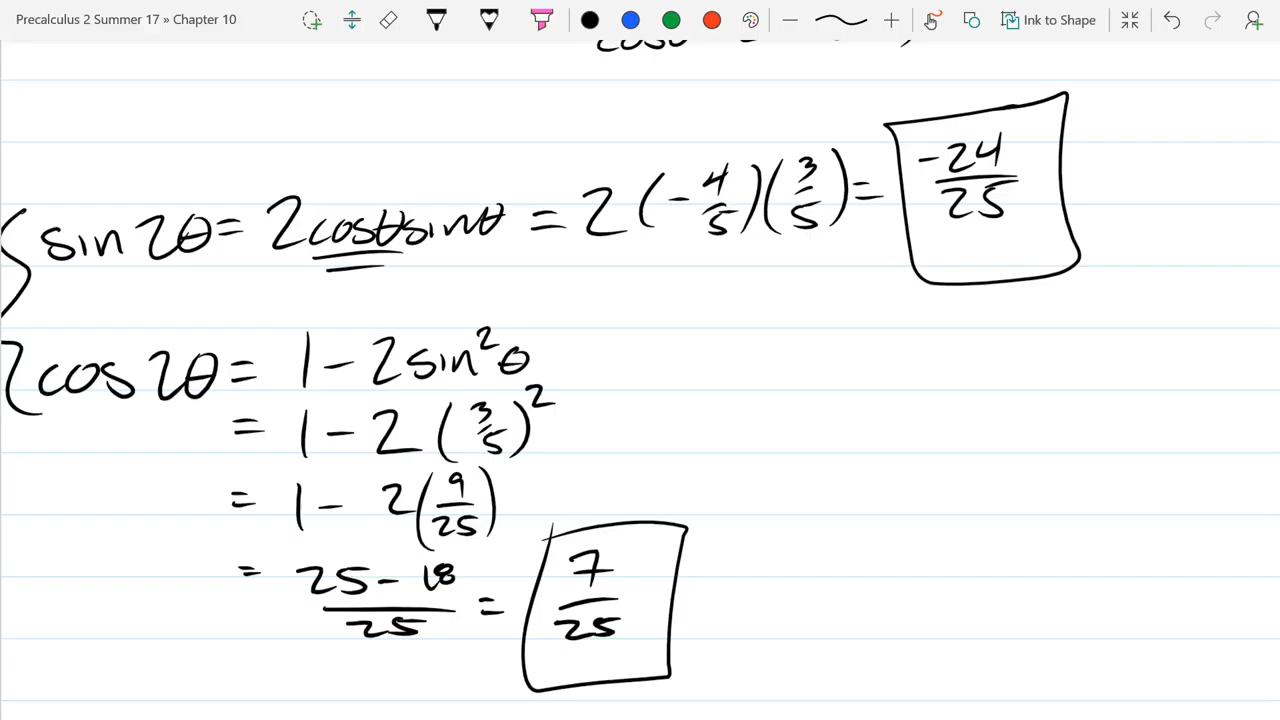 Precalculus 2 Summer 17 » Chapter 10
Ink to Shape
sin 2θ = 2cosθsinθ = 2(-4/5)(3/5) = -24/25
cos 2θ = 1 - 2sin²θ
= 1 - 2(3/5)²
= 1 - 2(9/25)
= 25 - 18/25 = 7/25